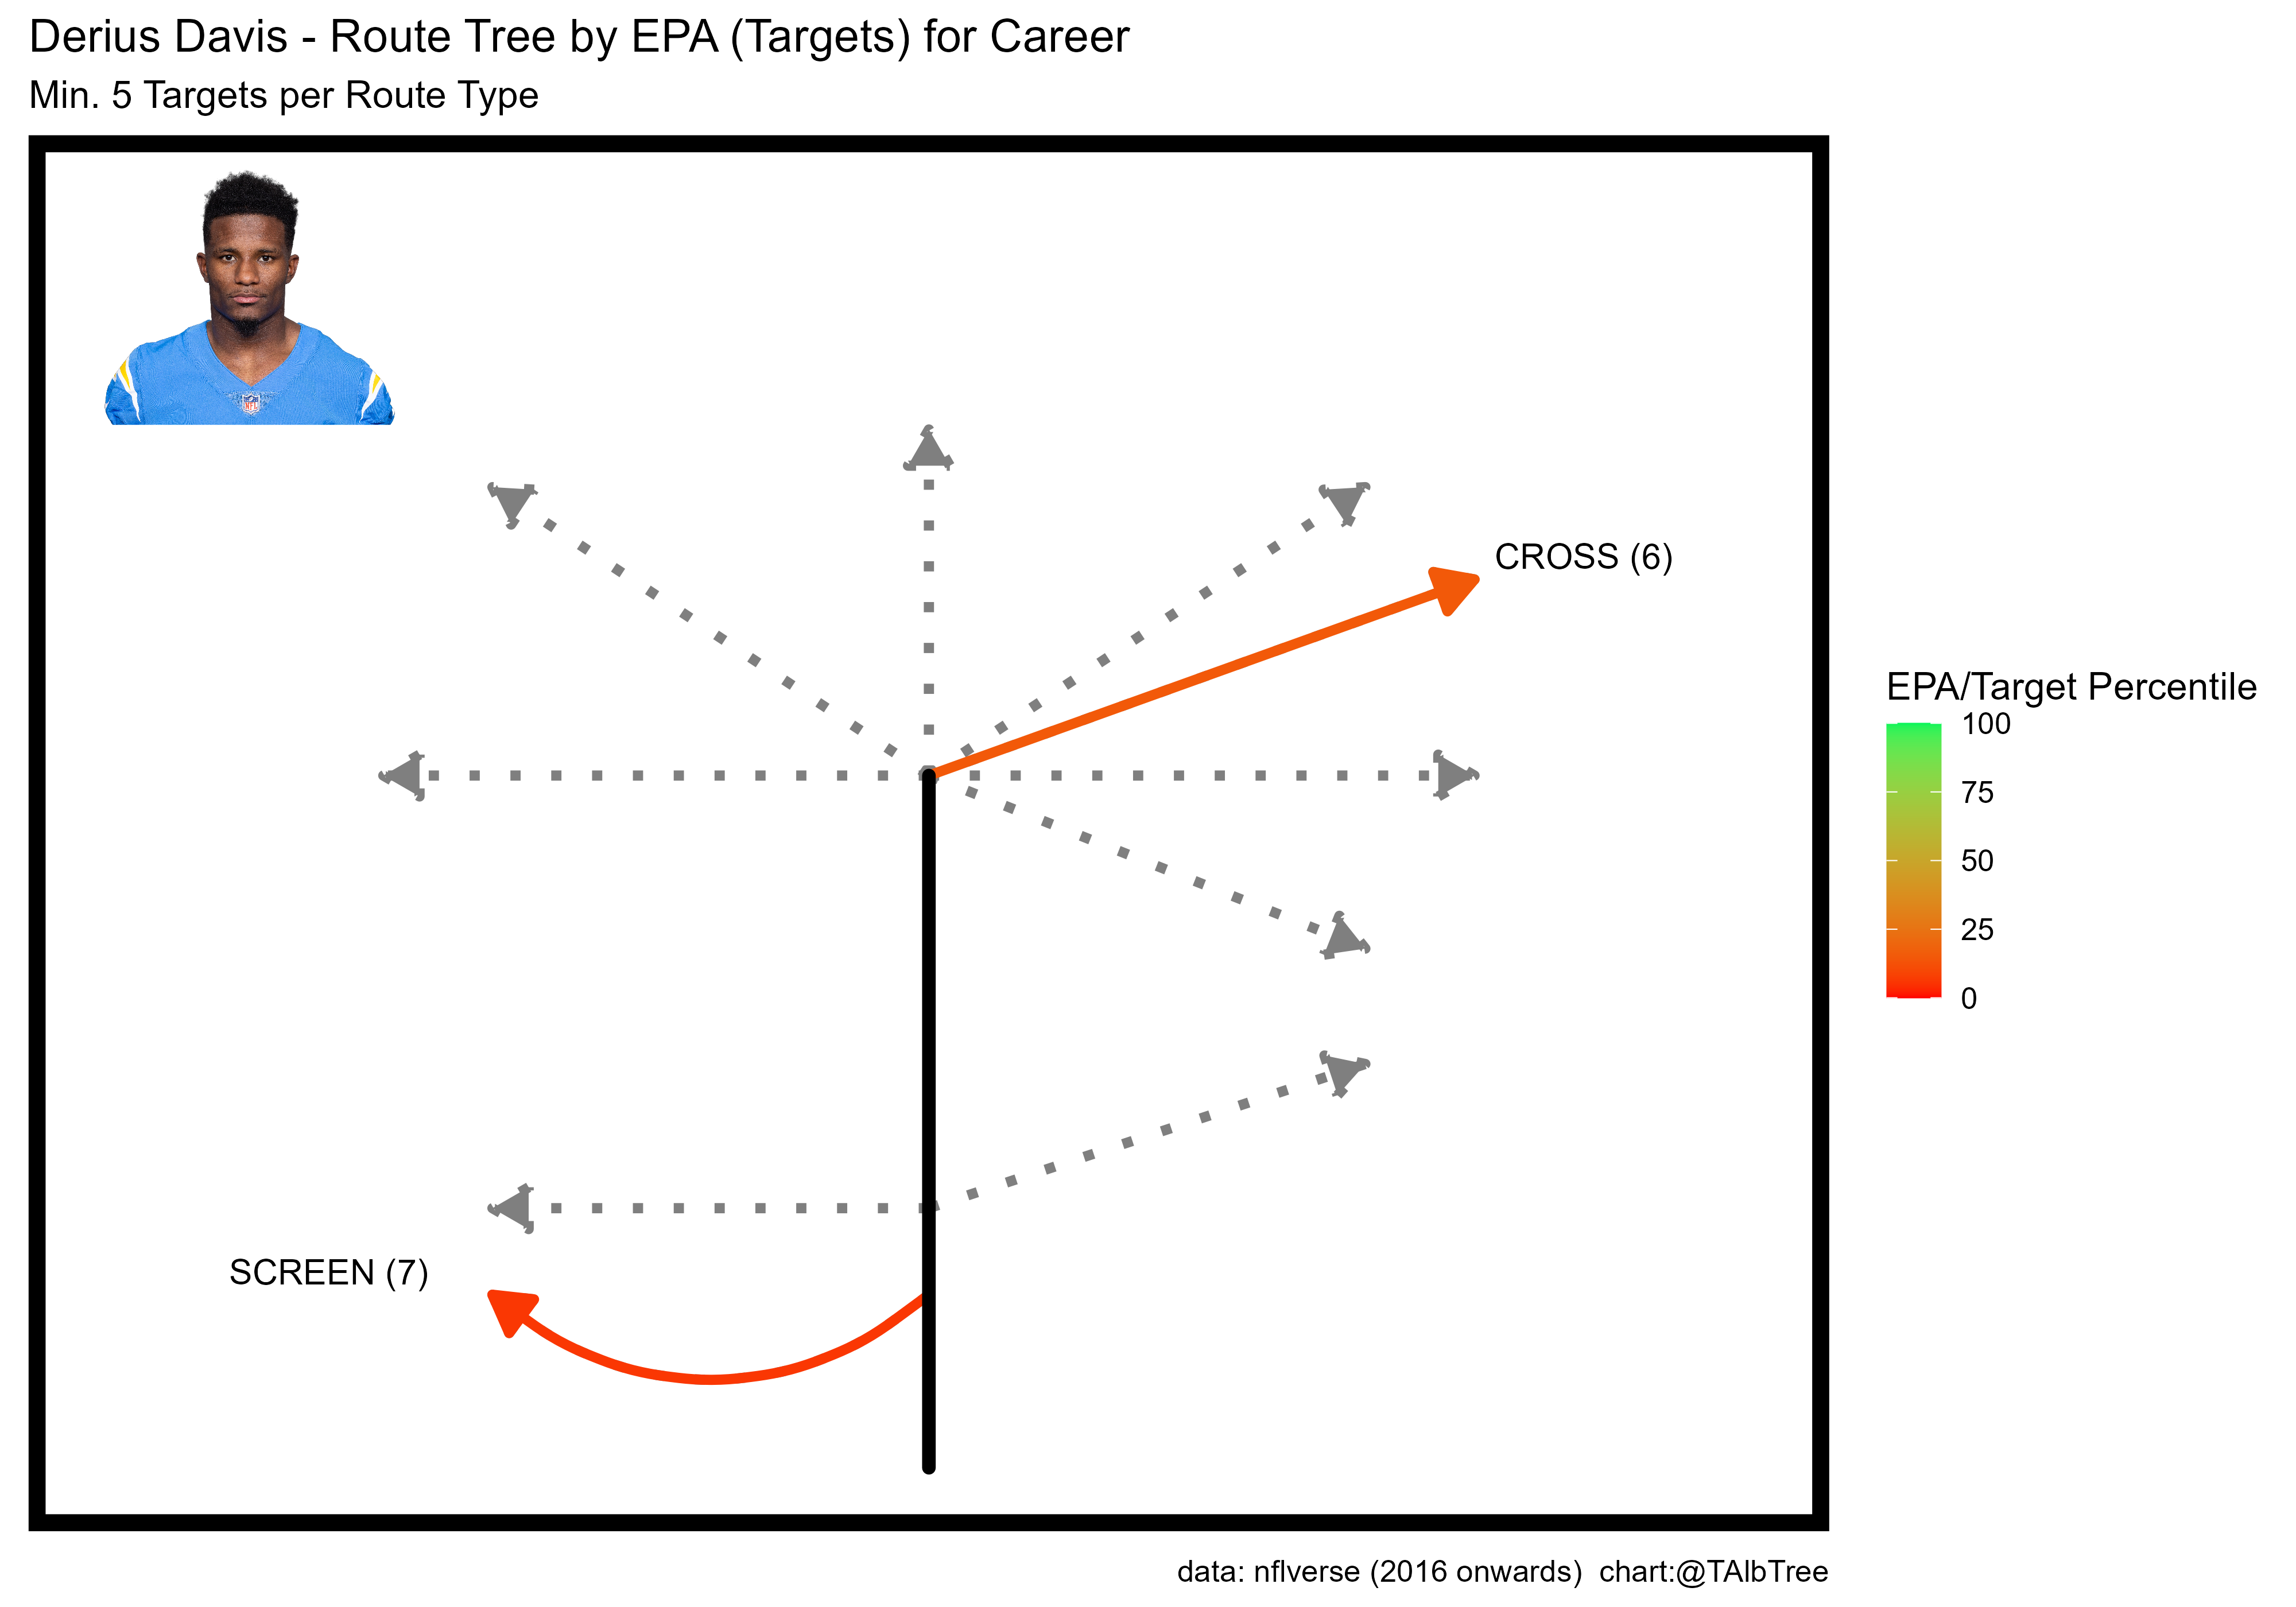 Derius Davis - Route Tree by EPA (Targets) for Career
Min. 5 Targets per Route Type
NFL
CROSS (6)
EPA/Target Percentile
100
75
50
25
0
SCREEN (7)
data: nflverse (2016 onwards)  chart:@TAlbTree